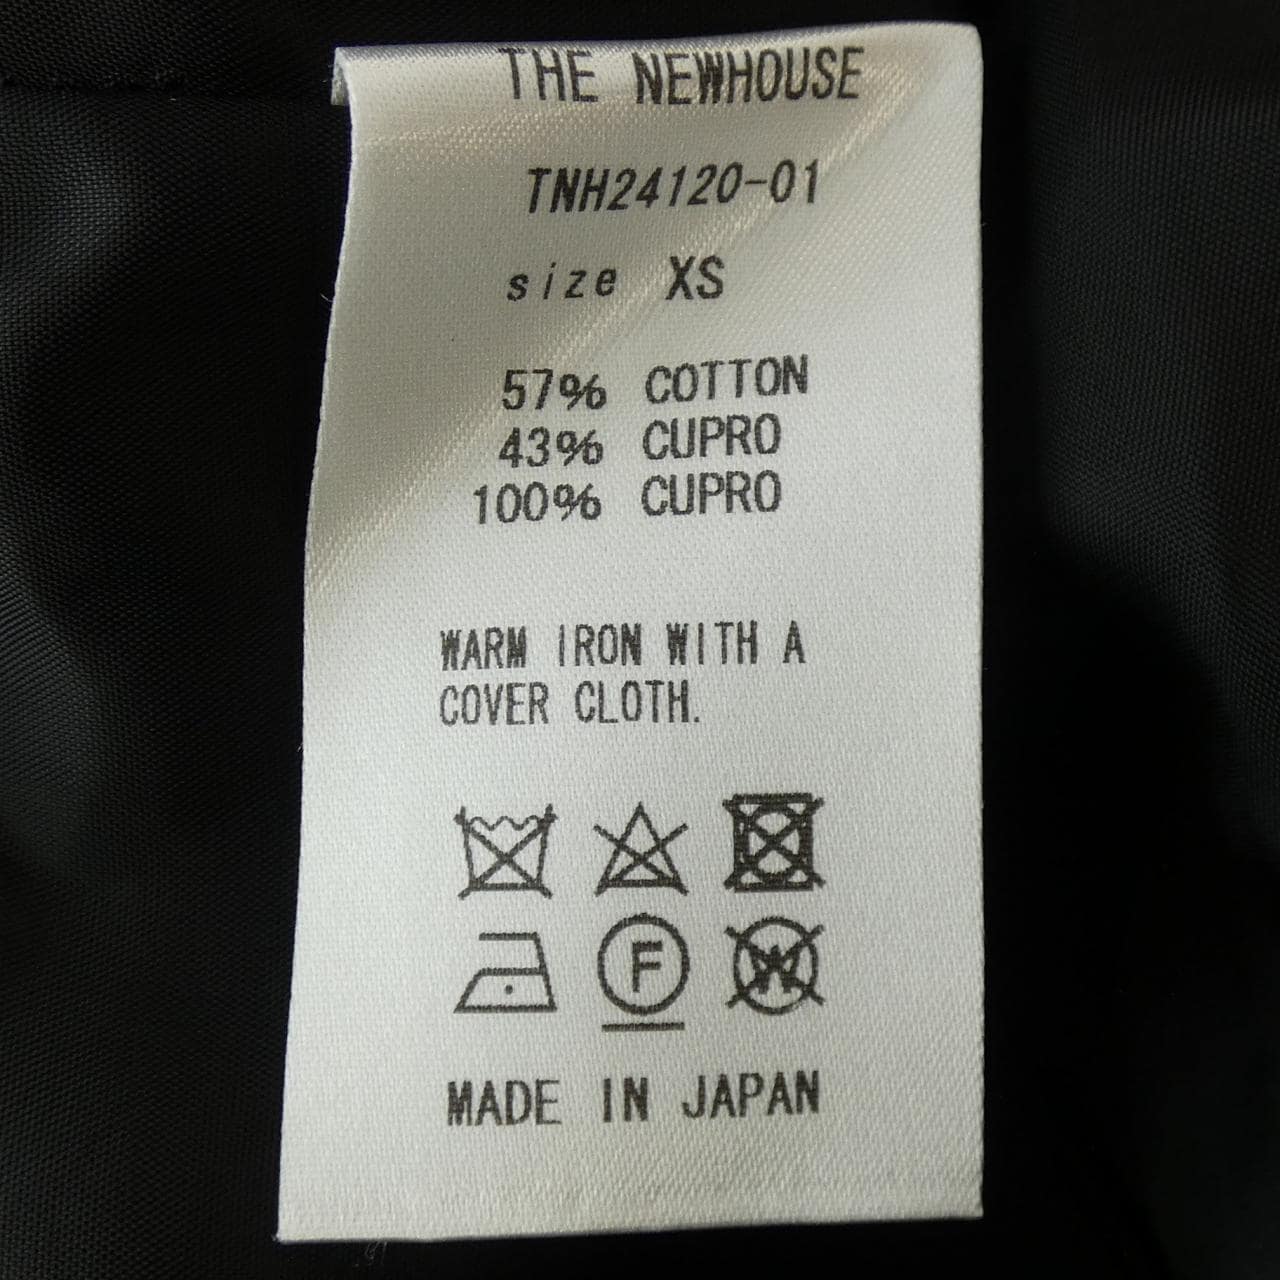 THE NEWHOUSE
TNH24120-01
size XS
57% COTTON
43% CUPRO
100% CUPRO
WARM IRON WITH A
COVER CLOTH.
F W
MADE IN JAPAN